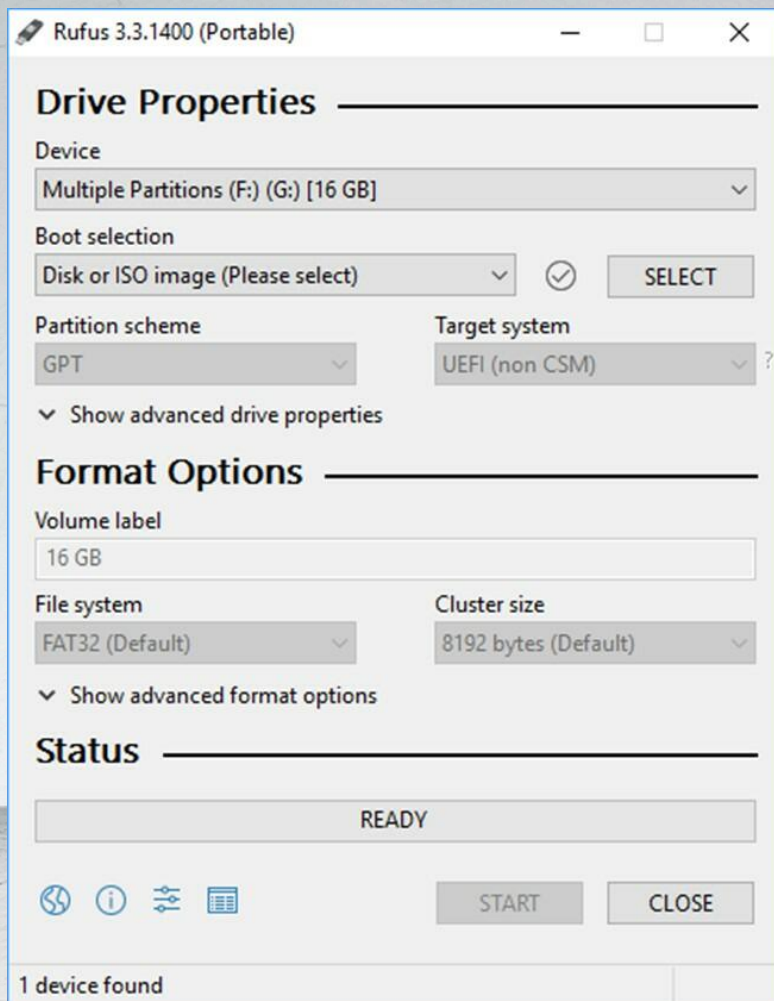 Rufus 3.3.1400 (Portable)
Drive Properties
Device
Multiple Partitions (F:) (G:) [16 GB]
Boot selection
Disk or ISO image (Please select)
SELECT
Partition scheme
Target system
GPT
UEFI (non CSM)
?
Show advanced drive properties
Format Options
Volume label
16 GB
File system
Cluster size
FAT32 (Default)
8192 bytes (Default)
Show advanced format options
Status
READY
START
CLOSE
1 device found